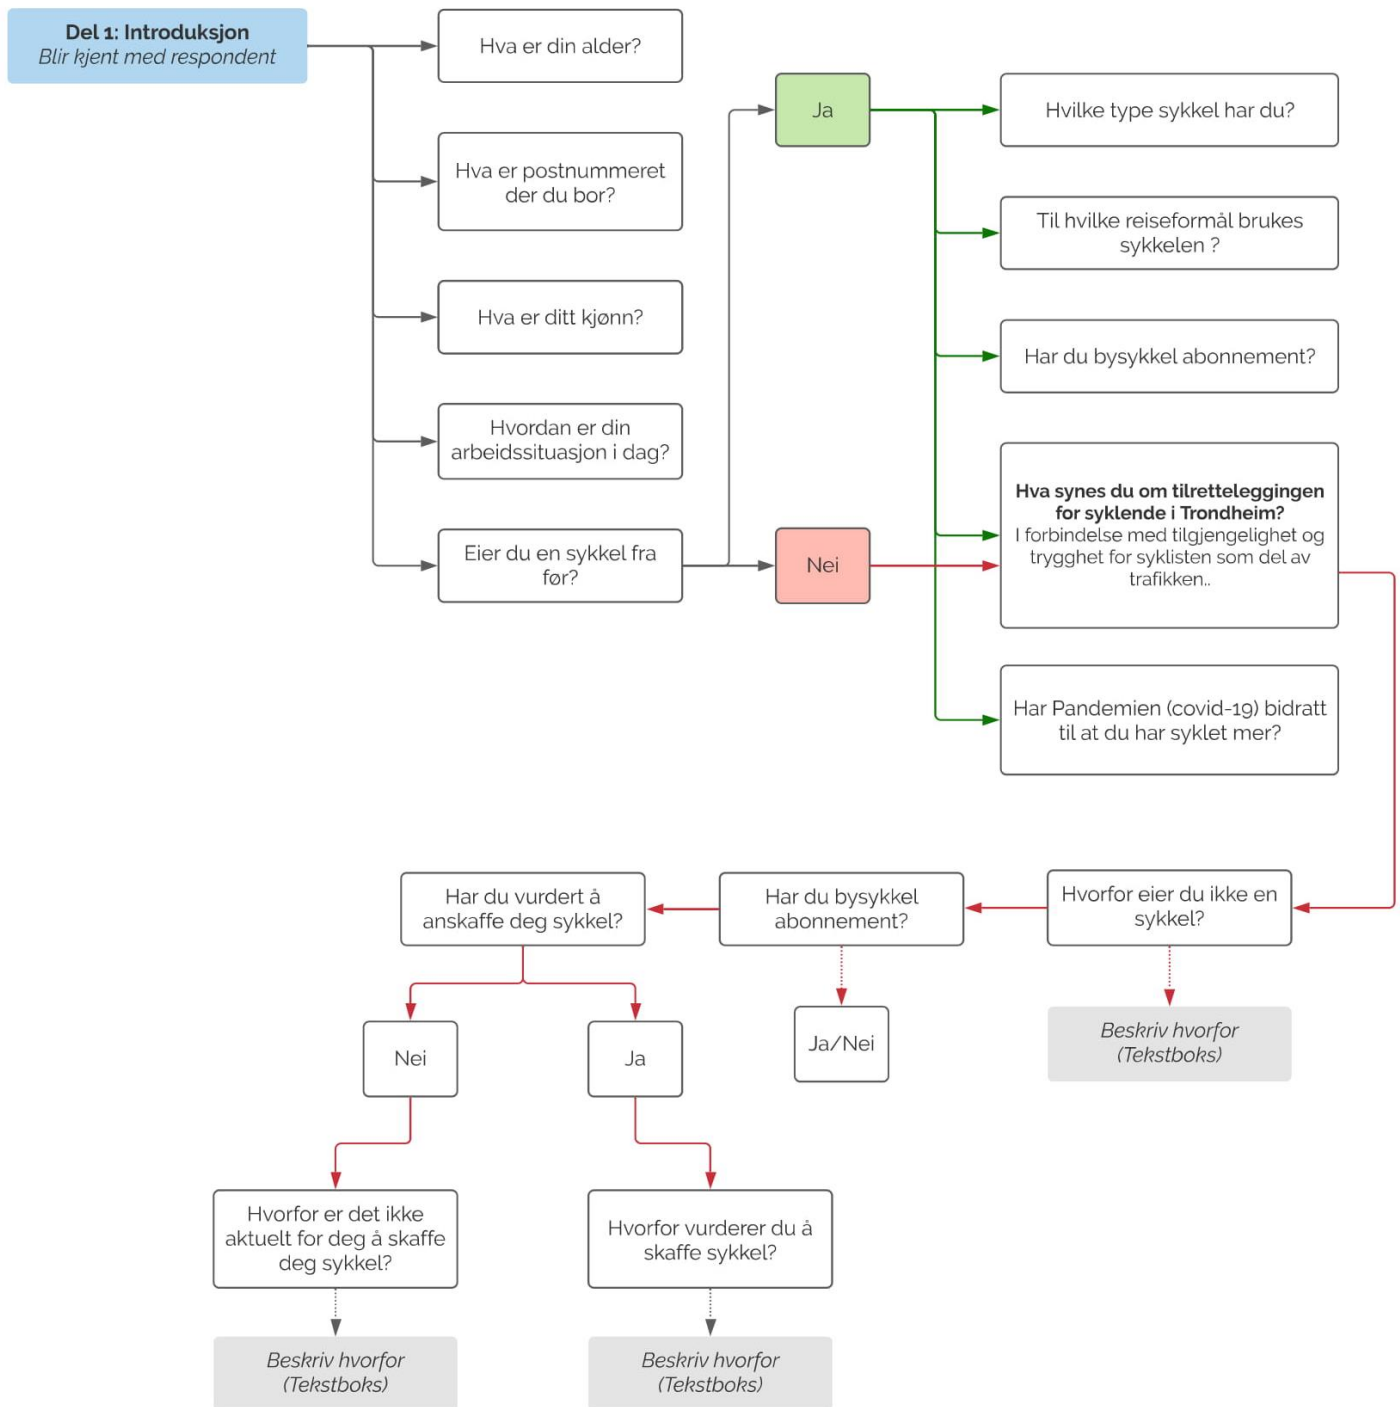 Del 1: Introduksjon
Blir kjent med respondent
Hva er din alder?
Hva er postnummeret
der du bor?
Hva er ditt kjønn?
Hvordan er din
arbeidssituasjon i dag?
Eier du en sykkel fra
før?
Ja
Nei
Hvilke type sykkel har du?
Til hvilke reiseformål brukes
sykkelen ?
Har du bysykkel abonnement?
Hva synes du om tilretteleggingen
for syklende i Trondheim?
I forbindelse med tilgjengelighet og
trygghet for syklisten som del av
trafikken..
Har Pandemien (covid-19) bidratt
til at du har syklet mer?
Hvorfor eier du ikke en
sykkel?
Beskriv hvorfor
(Tekstboks)
Har du bysykkel
abonnement?
Ja/Nei
Har du vurdert å
anskaffe deg sykkel?
Nei
Ja
Hvorfor er det ikke
aktuelt for deg å skaffe
deg sykkel?
Beskriv hvorfor
(Tekstboks)
Hvorfor vurderer du å
skaffe sykkel?
Beskriv hvorfor
(Tekstboks)